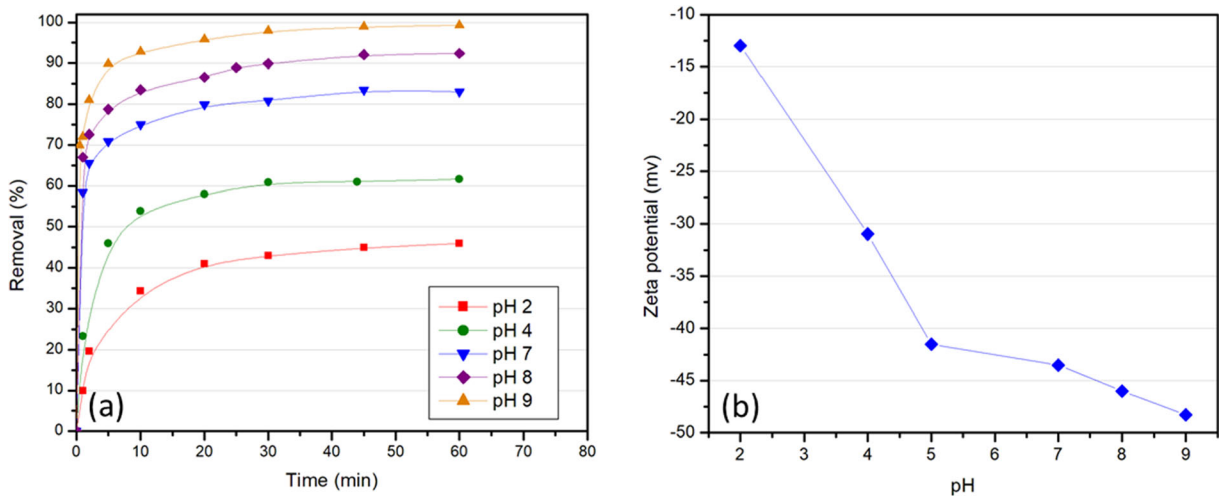 100
90
80
70
60
50
40
30
20
10
0
Removal (%)
0 10 20 30 40 50 60 70 80
Time (min)
pH 2
pH 4
pH 7
pH 8
pH 9
(a)
-10
-15
-20
-25
-30
-35
-40
-45
-50
Zeta potential (mv)
2 3 4 5 6 7 8 9
pH
(b)